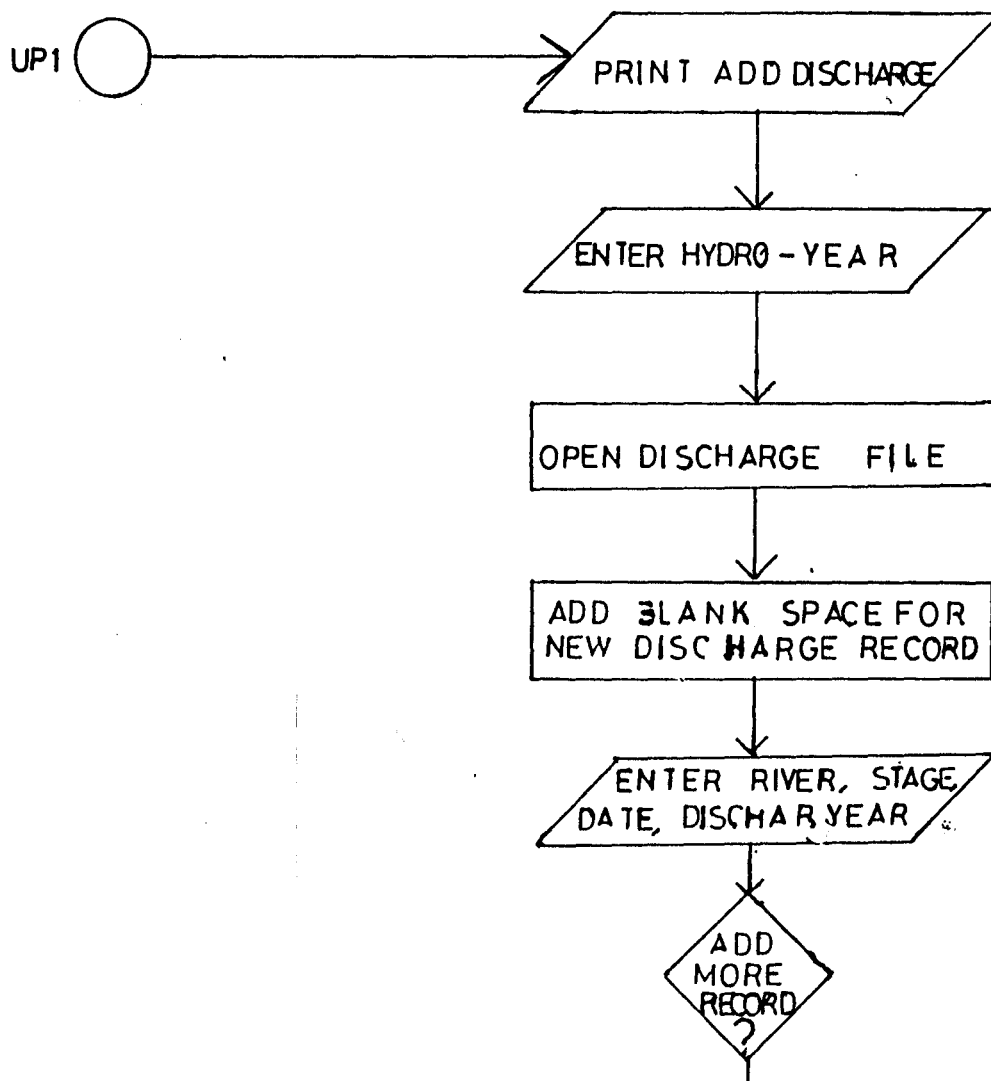 UP1
PRINT ADD DISCHARGE
ENTER HYDRO-YEAR
OPEN DISCHARGE FILE
ADD BLANK SPACE FOR
NEW DISCHARGE RECORD
ENTER RIVER, STAGE,
DATE, DISCHAR, YEAR
ADD
MORE
RECORD
?